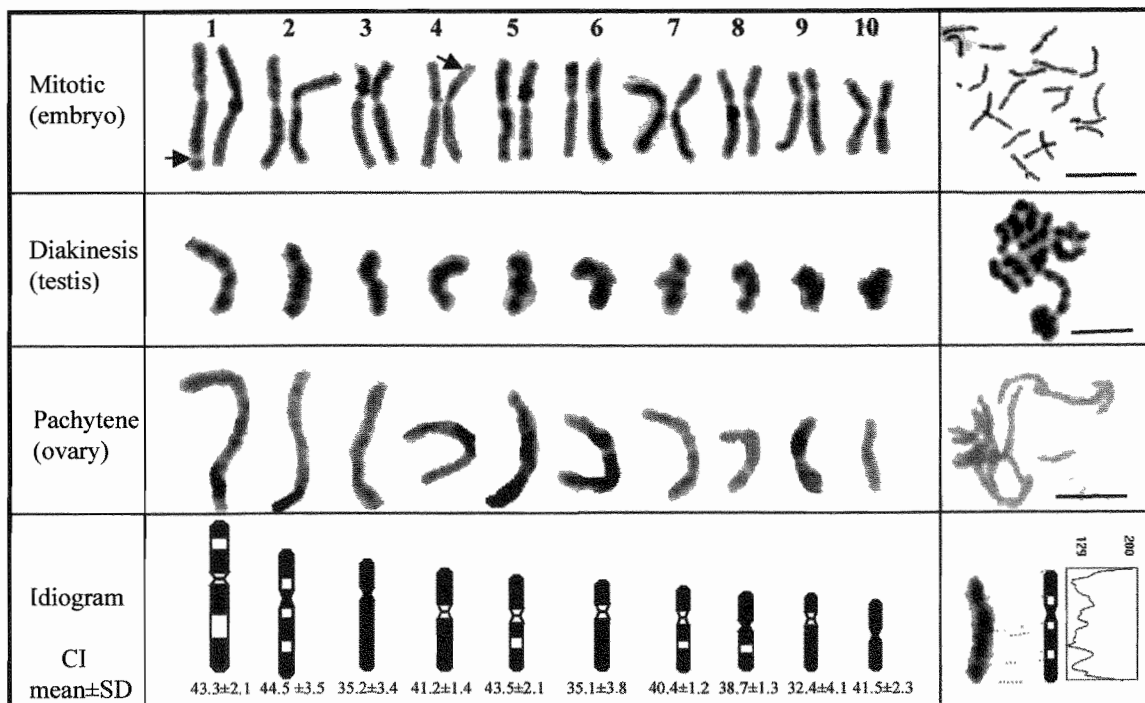 1 2 3 4 5 6 7 8 9 10
Mitotic
(embryo)
Diakinesis
(testis)
Pachytene
(ovary)
Idiogram
CI
mean±SD
43.3±2.1 44.5 ±3.5 35.2±3.4 41.2±1.4 43.5±2.1 35.1±3.8 40.4±1.2 38.7±1.3 32.4±4.1 41.5±2.3
129 200